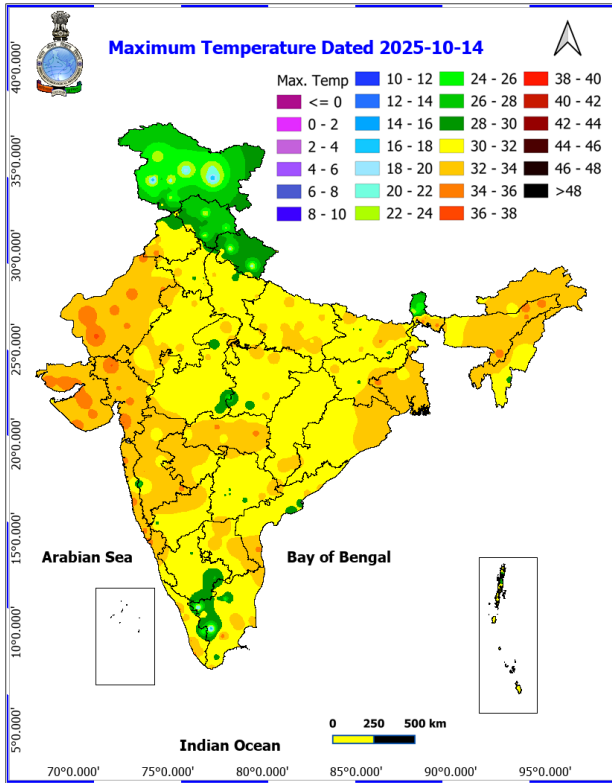 Maximum Temperature Dated 2025-10-14
Max. Temp
<= 0
0 - 2
2 - 4
4 - 6
6 - 8
8 - 10
10 - 12
12 - 14
14 - 16
16 - 18
18 - 20
20 - 22
22 - 24
24 - 26
26 - 28
28 - 30
30 - 32
32 - 34
34 - 36
36 - 38
38 - 40
40 - 42
42 - 44
44 - 46
46 - 48
>48
40°0.000'
35°0.000'
30°0.000'
25°0.000'
20°0.000'
15°0.000'
10°0.000'
5°0.000'
Arabian Sea
Bay of Bengal
Indian Ocean
0 250 500 km
70°0.000' 75°0.000' 80°0.000' 85°0.000' 90°0.000' 95°0.000'